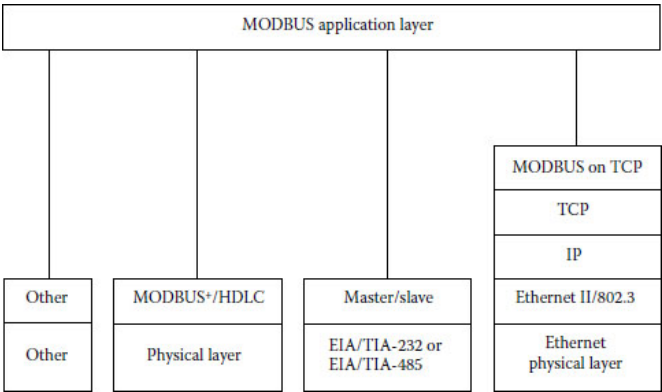 MODBUS application layer
MODBUS on TCP
TCP
IP
Other
MODBUS⁺/HDLC
Master/slave
Ethernet II/802.3
Other
Physical layer
EIA/TIA-232 or
EIA/TIA-485
Ethernet
physical layer